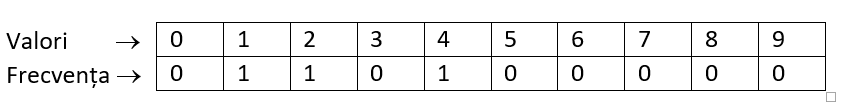 Valori → 0 1 2 3 4 5 6 7 8 9
Frecvența → 0 1 1 0 1 0 0 0 0 0